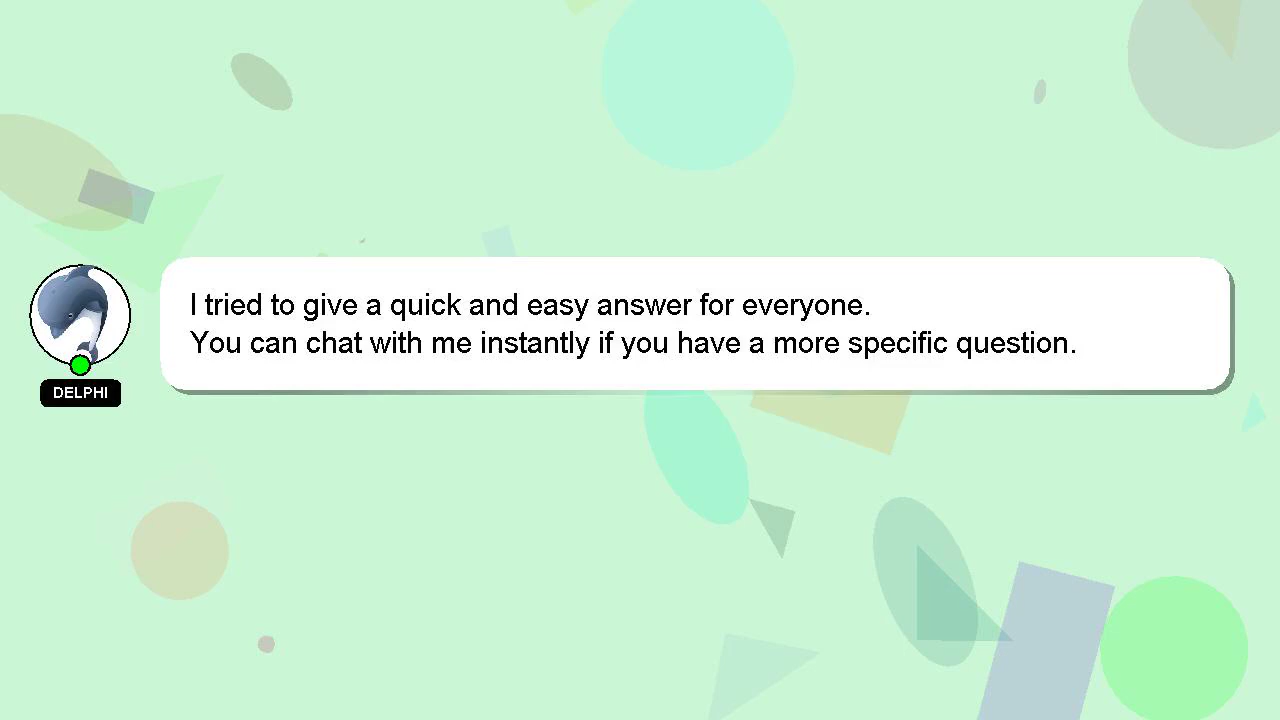 I tried to give a quick and easy answer for everyone.
You can chat with me instantly if you have a more specific question.
DELPHI